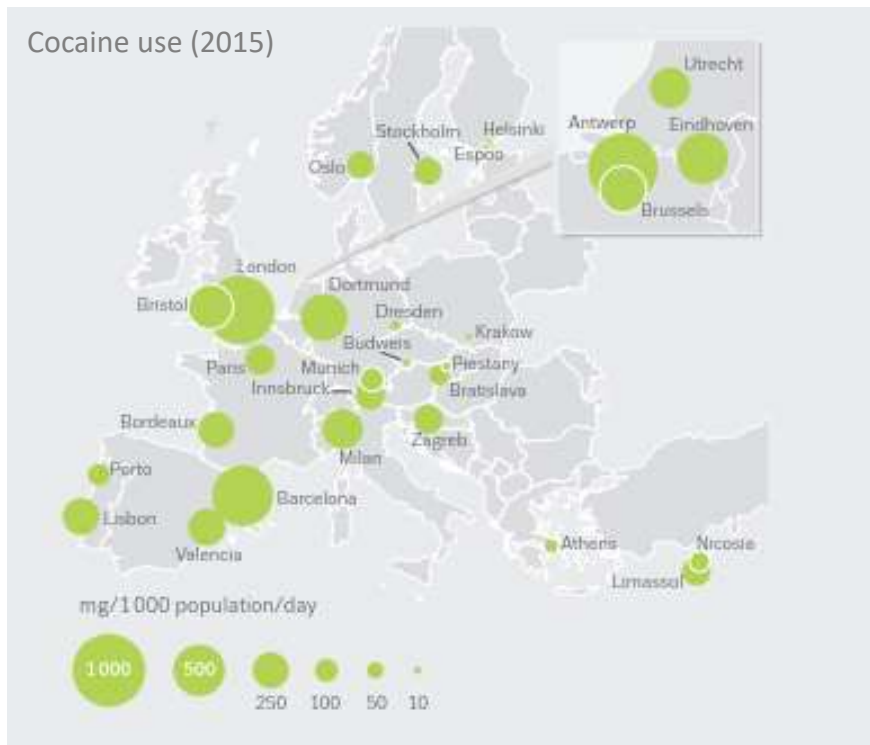 Cocaine use (2015)
Utrecht
Antwerp
Eindhoven
Brussels
Stockholm
Helsinki
Espoo
Oslo
London
Bristol
Dortmund
Dresden
Krakow
Budweis
Paris
Munich
Piestany
Innsbruck
Bratislava
Bordeaux
Zagreb
Milan
Porto
Barcelona
Lisbon
Valencia
Athens
Nicosia
Limassol
mg/1000 population/day
1000
500
250
100
50
10